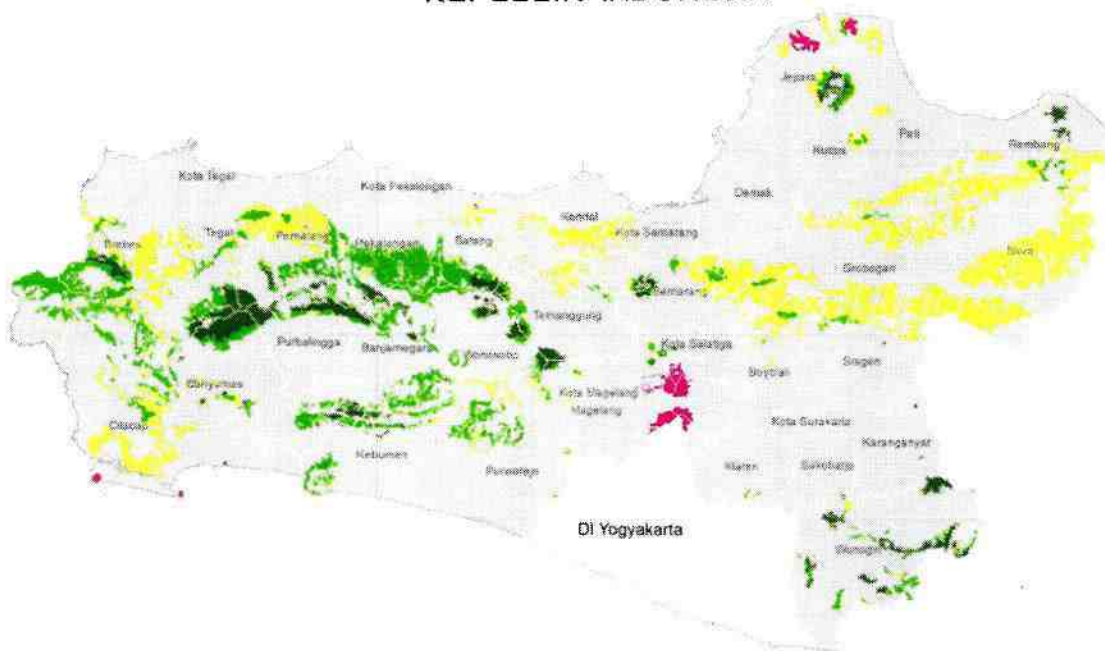 Jepara
Pati
Kudus
Rembang
Kota Tegal
Kota Pekalongan
Demak
Kendal
Kota Semarang
Brebes
Tegal
Pemalang
Pekalongan
Batang
Blora
Grobogan
Semarang
Temanggung
Purbalingga
Banjarnegara
Wonosobo
Kota Salatiga
Boyolali
Sragen
Banyumas
Kota Magelang
Magelang
Cilacap
Kota Surakarta
Karanganyar
Kebumen
Purworejo
Klaten
Sukoharjo
DI Yogyakarta
Wonogiri